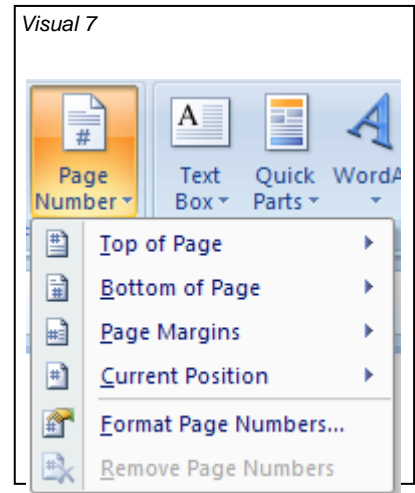 Visual 7
Page Text Quick WordA
Number Box Parts
Top of Page
Bottom of Page
Page Margins
Current Position
Format Page Numbers...
Remove Page Numbers